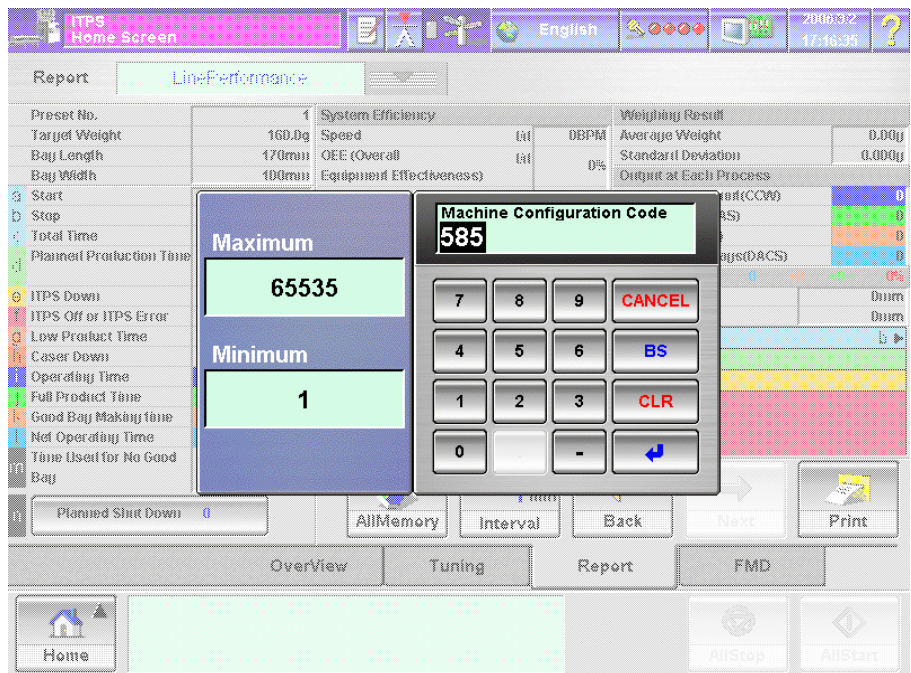 ITPS
Home Screen
English
2006/9/2
17:16:35
?
Report
LinePerformance
Preset No. 1
Target Weight 160.0g
Bag Length 170mm
Bag Width 100mm
System Efficiency
Speed [a] 0BPM
OEE (Overall
Equipment Effectiveness) [a] 0%
Weighing Result
Average Weight 0.00g
Standard Deviation 0.000g
Output at Each Process
(CCW) 0
0
0
(DACS) 0
0 0%
0mm
0mm
b
a Start
b Stop
c Total Time
d Planned Production Time
e ITPS Down
f ITPS Off or ITPS Error
g Low Product Time
h Caser Down
i Operating Time
j Full Product Time
k Good Bag Making time
l Net Operating Time
m Time Used for No Good
Bag
n Planned Shut Down 0
Maximum
65535
Minimum
1
Machine Configuration Code
585
7 8 9 CANCEL
4 5 6 BS
1 2 3 CLR
0 . -
AllMemory
Interval
Back
Next
Print
OverView
Tuning
Report
FMD
Home
AllStop
AllStart